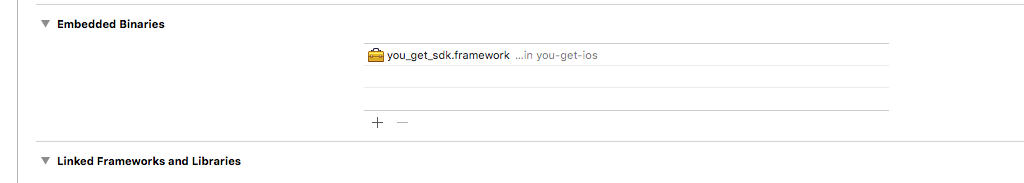 Embedded Binaries
you_get_sdk.framework ...in you-get-ios
Linked Frameworks and Libraries